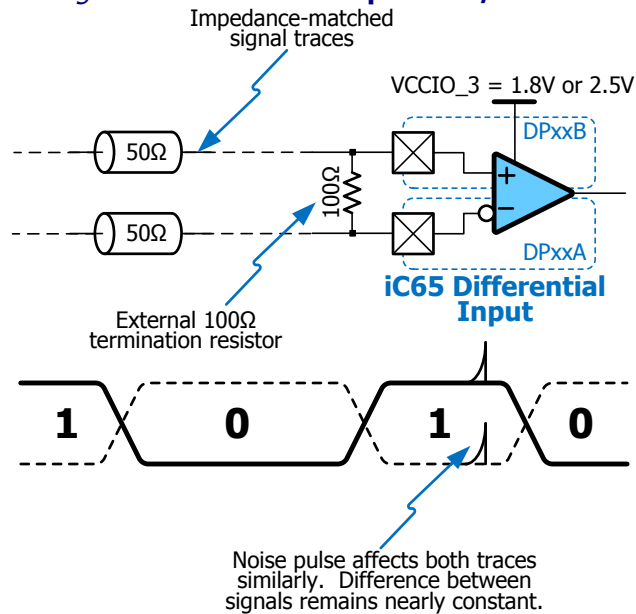 Impedance-matched
signal traces
VCCIO_3 = 1.8V or 2.5V
DPxxB
50Ω
100Ω
+
–
50Ω
DPxxA
iC65 Differential
Input
External 100Ω
termination resistor
1 0 1 0
Noise pulse affects both traces
similarly. Difference between
signals remains nearly constant.